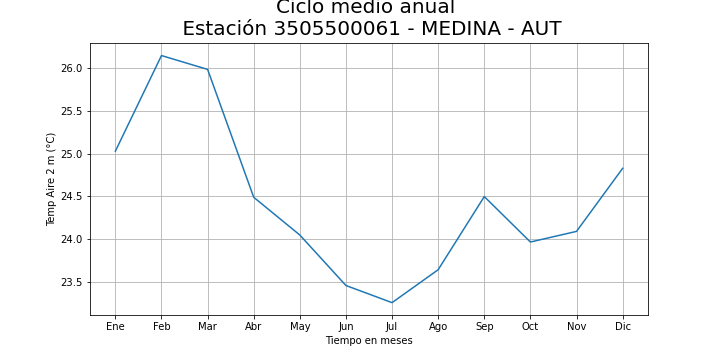 Ciclo medio anual
Estación 3505500061 - MEDINA - AUT
Temp Aire 2 m (°C)
26.0
25.5
25.0
24.5
24.0
23.5
Ene Feb Mar Abr May Jun Jul Ago Sep Oct Nov Dic
Tiempo en meses